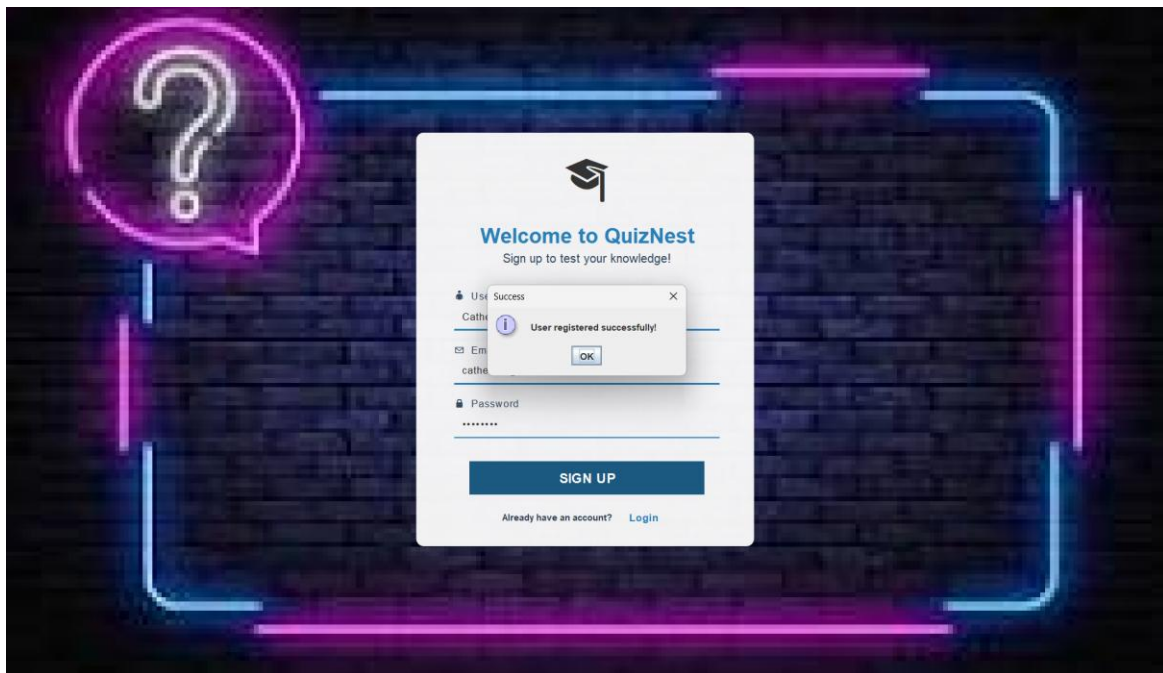 Welcome to QuizNest
Sign up to test your knowledge!
Success
User registered successfully!
OK
Password
••••••••
SIGN UP
Already have an account? Login